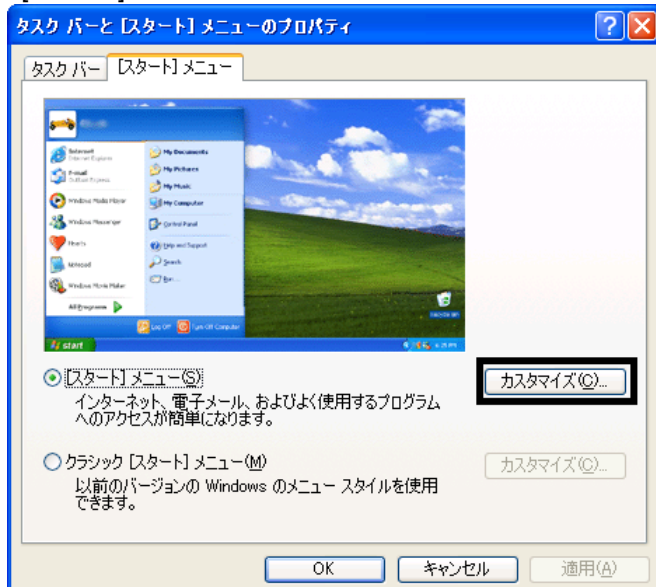 タスク バーと [スタート] メニューのプロパティ
タスク バー
[スタート] メニュー
Internet
Internet Explorer
E-mail
Outlook Express
Windows Media Player
Windows Messenger
Notepad
Windows Movie Maker
All Programs
My Documents
My Pictures
My Music
My Computer
Control Panel
Help and Support
Search
Run...
Log Off
Turn Off Computer
Recycle Bin
start
[スタート] メニュー(S)
カスタマイズ(C)...
インターネット、電子メール、およびよく使用するプログラム
へのアクセスが簡単になります。
クラシック [スタート] メニュー(M)
カスタマイズ(C)...
以前のバージョンの Windows のメニュー スタイルを使用
できます。
OK
キャンセル
適用(A)